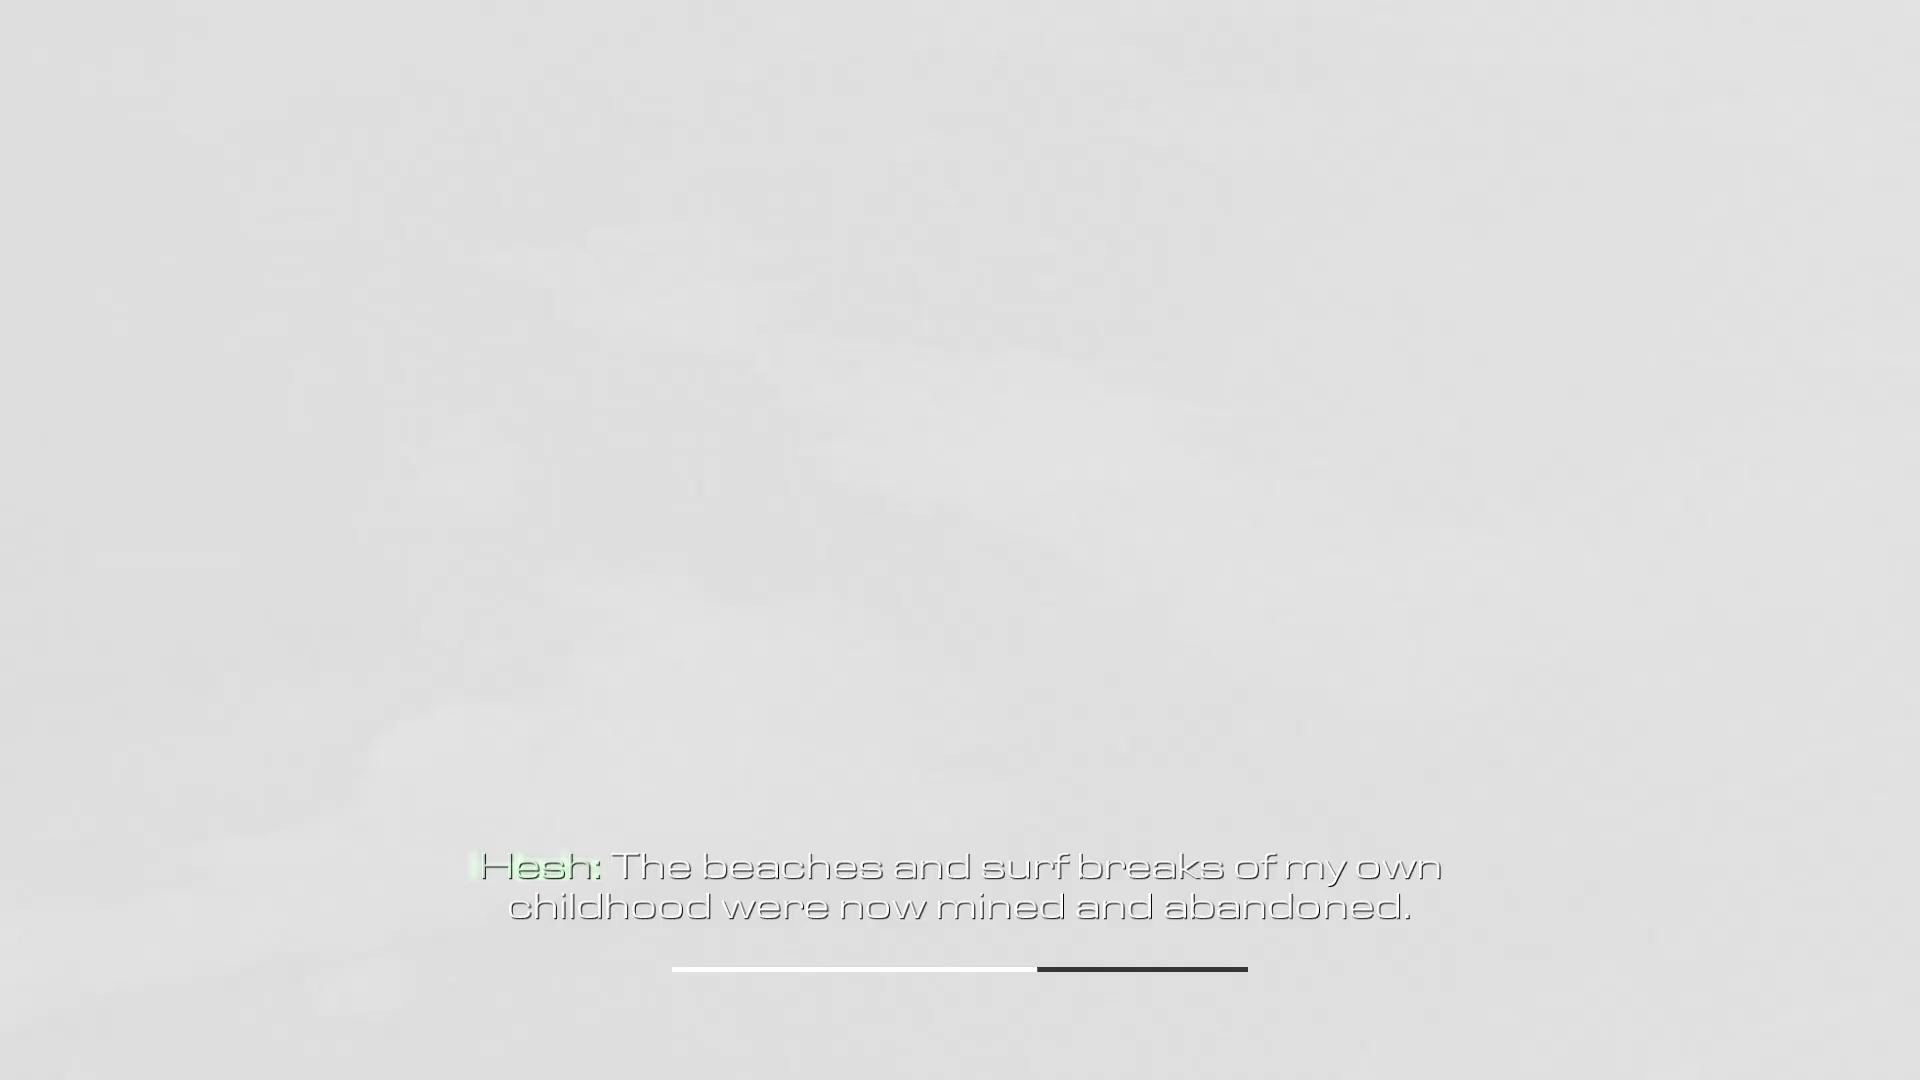 Hesh: The beaches and surf breaks of my own
childhood were now mined and abandoned.